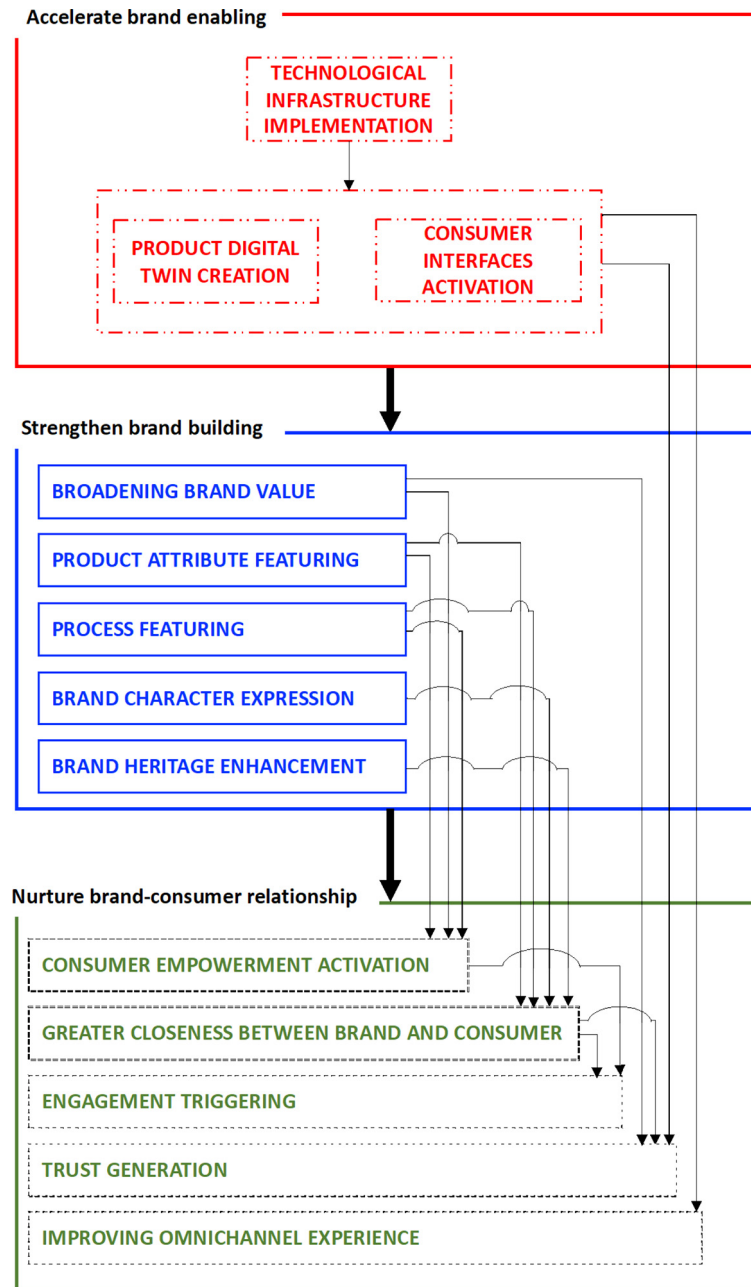 Accelerate brand enabling
TECHNOLOGICAL
INFRASTRUCTURE
IMPLEMENTATION
PRODUCT DIGITAL
TWIN CREATION
CONSUMER
INTERFACES
ACTIVATION
Strengthen brand building
BROADENING BRAND VALUE
PRODUCT ATTRIBUTE FEATURING
PROCESS FEATURING
BRAND CHARACTER EXPRESSION
BRAND HERITAGE ENHANCEMENT
Nurture brand-consumer relationship
CONSUMER EMPOWERMENT ACTIVATION
GREATER CLOSENESS BETWEEN BRAND AND CONSUMER
ENGAGEMENT TRIGGERING
TRUST GENERATION
IMPROVING OMNICHANNEL EXPERIENCE